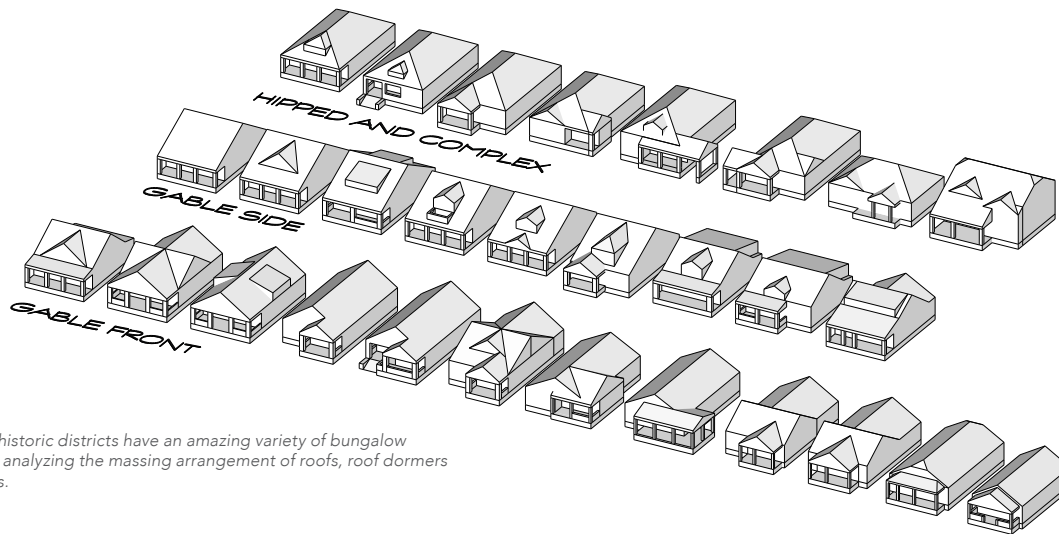 HIPPED AND COMPLEX
GABLE SIDE
GABLE FRONT
historic districts have an amazing variety of bungalow
analyzing the massing arrangement of roofs, roof dormers
s.